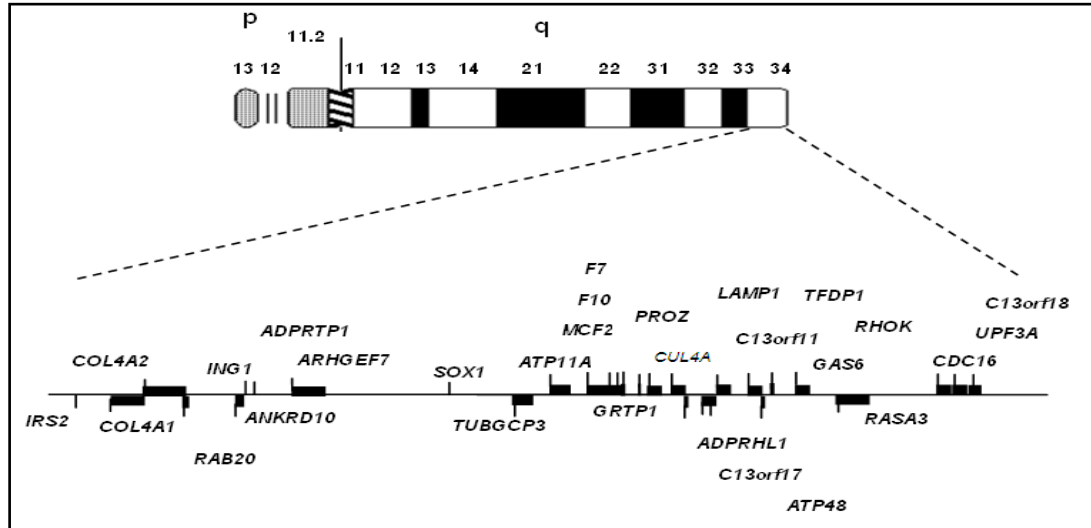 p q
11.2
13 12 11 12 13 14 21 22 31 32 33 34
F7
F10
LAMP1 TFDP1 C13orf18
PROZ
ADPRTP1 MCF2 C13orf11 RHOK UPF3A
COL4A2 ING1 ARHGEF7 SOX1 ATP11A CUL4A GAS6 CDC16
IRS2 COL4A1 ANKRD10 TUBGCP3 GRTP1 RASA3
RAB20 ADPRHL1
C13orf17
ATP48